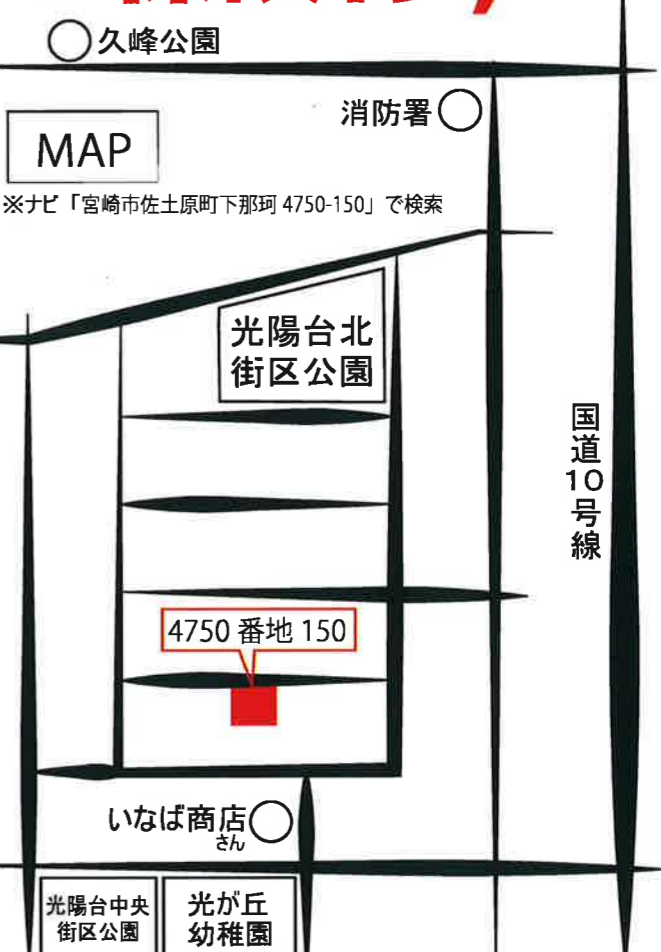 久峰公園
消防署
MAP
※ナビ「宮崎市佐土原町下那珂 4750-150」で検索
光陽台北
街区公園
国道10号線
4750 番地 150
いなば商店
さん
光陽台中央
街区公園
光が丘
幼稚園